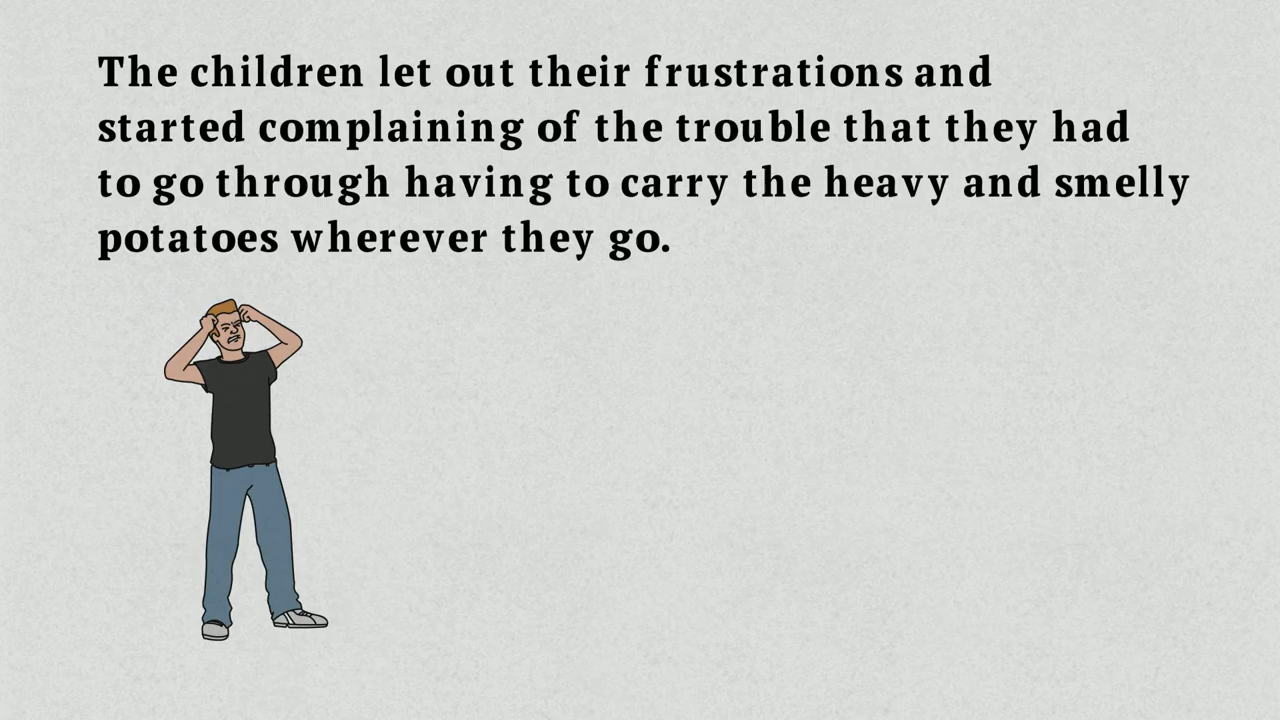 The children let out their frustrations and
started complaining of the trouble that they had
to go through having to carry the heavy and smelly
potatoes wherever they go.